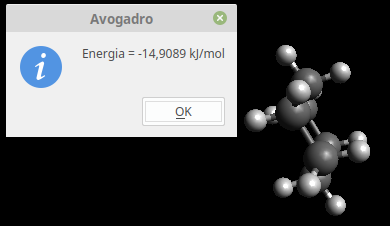 Avogadro
Energia = -14,9089 kJ/mol
OK